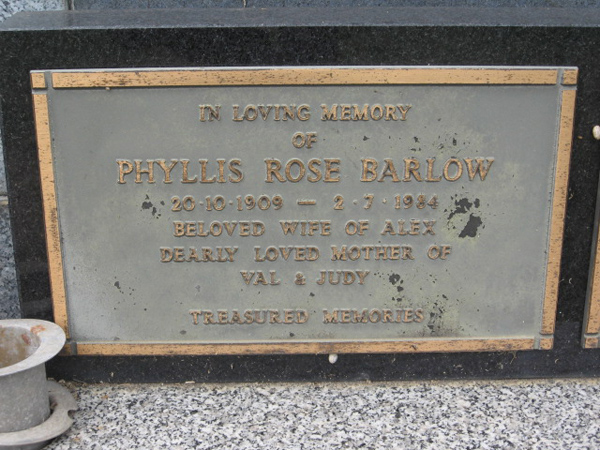 IN LOVING MEMORY
OF
PHYLLIS ROSE BARLOW
20·10·1909 — 2·7·1984
BELOVED WIFE OF ALEX
DEARLY LOVED MOTHER OF
VAL & JUDY
TREASURED MEMORIES